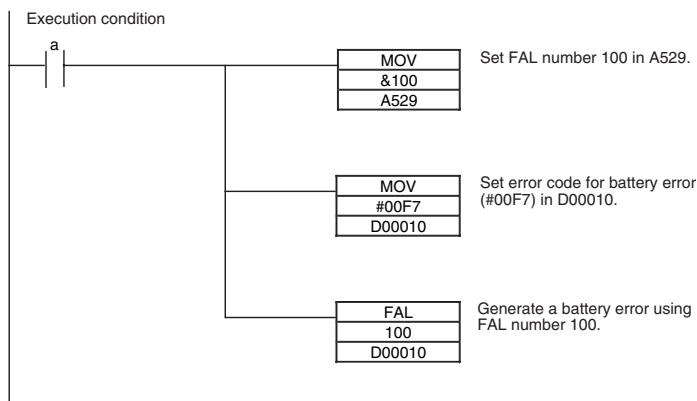 Execution condition
a
MOV
&100
A529
Set FAL number 100 in A529.
MOV
#00F7
D00010
Set error code for battery error
(#00F7) in D00010.
FAL
100
D00010
Generate a battery error using
FAL number 100.